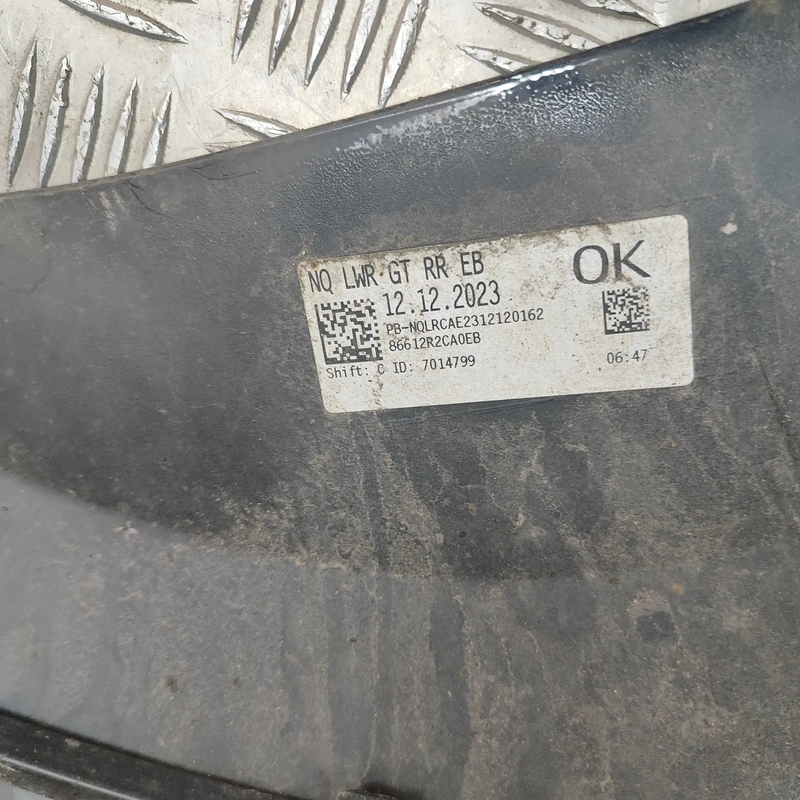 NQ LWR GT RR EB
OK
12.12.2023
PB-NQLRCAE2312120162
86612R2CA0EB
Shift: C ID: 7014799
06:47